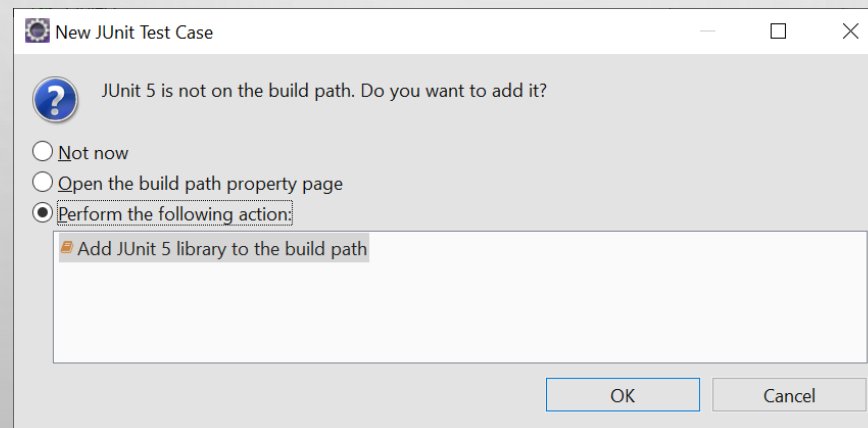 New JUnit Test Case
JUnit 5 is not on the build path. Do you want to add it?
Not now
Open the build path property page
Perform the following action:
Add JUnit 5 library to the build path
OK
Cancel